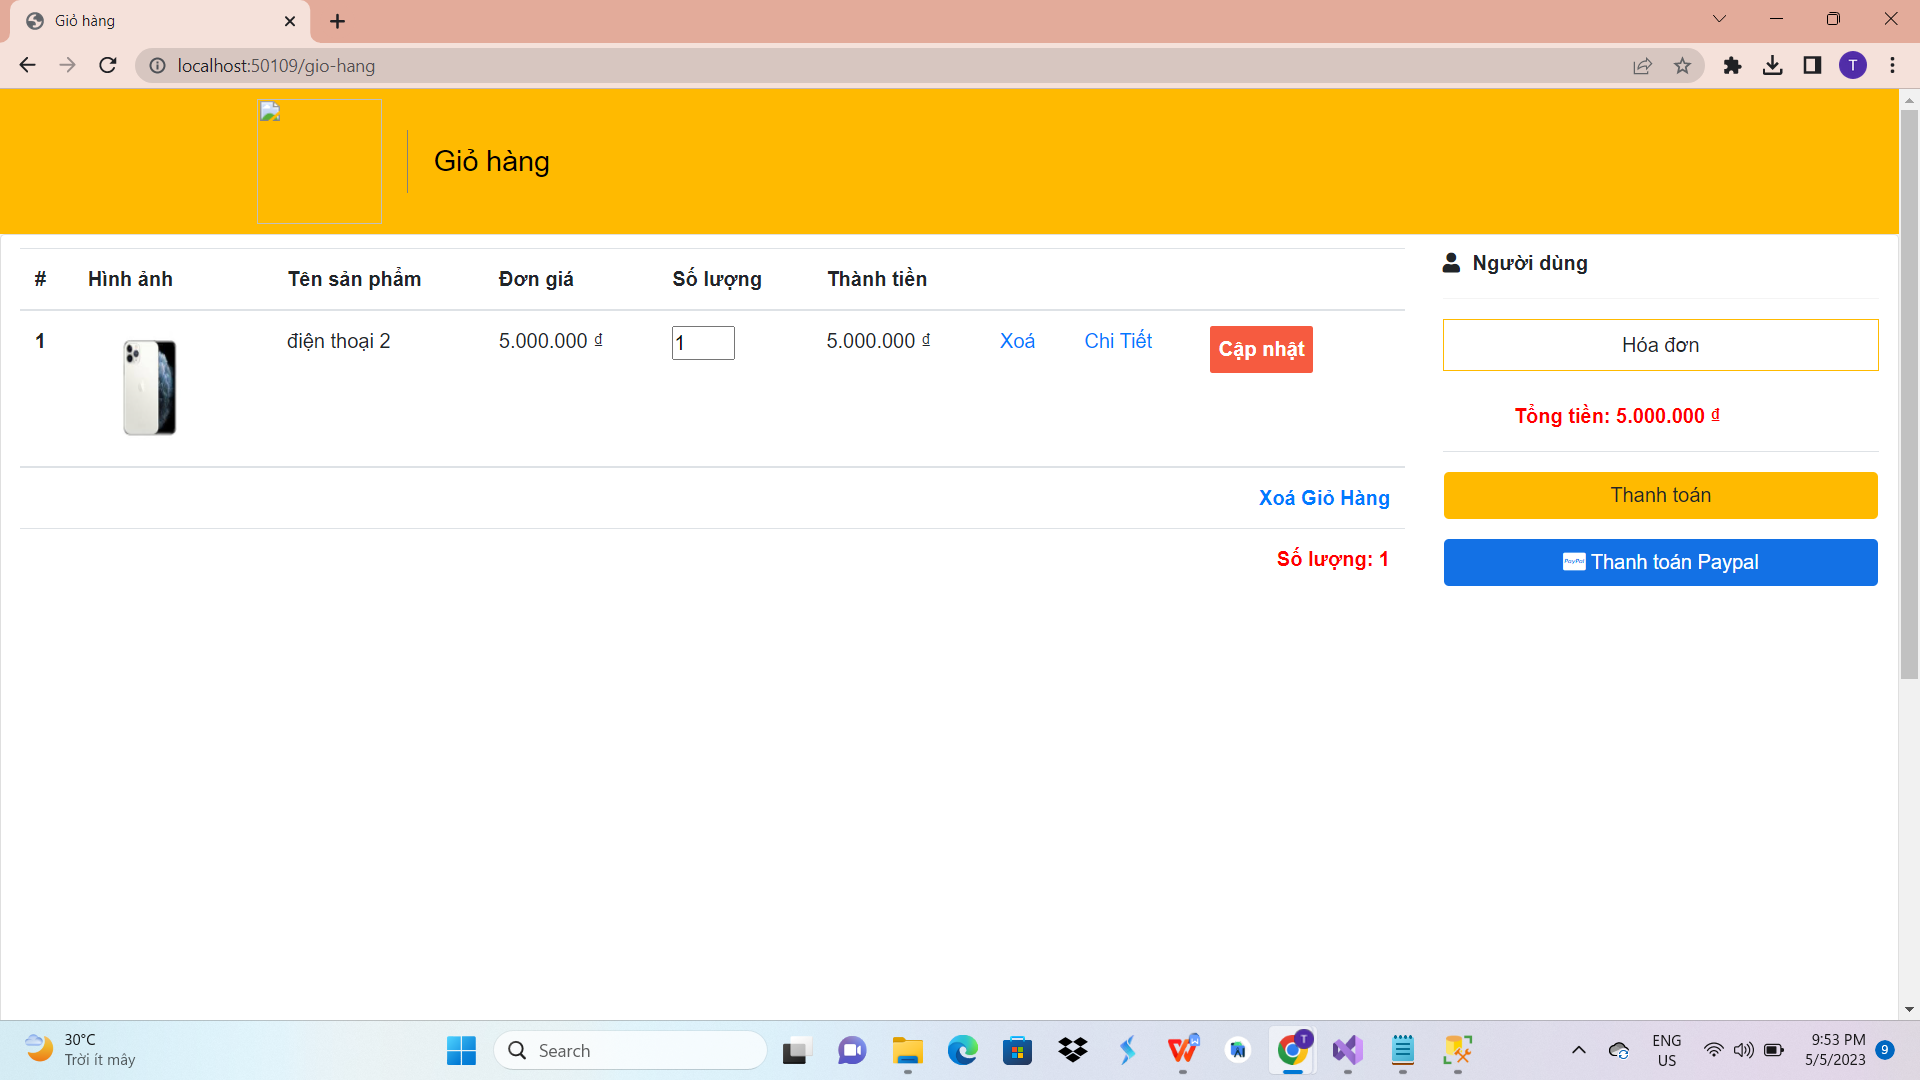 Giỏ hàng
localhost:50109/gio-hang
T
Giỏ hàng
# Hình ảnh Tên sản phẩm Đơn giá Số lượng Thành tiền
1 điện thoại 2 5.000.000 ₫ 1 5.000.000 ₫ Xoá Chi Tiết Cập nhật
Xoá Giỏ Hàng
Số lượng: 1
Người dùng
Hóa đơn
Tổng tiền: 5.000.000 ₫
Thanh toán
PayPal Thanh toán Paypal
30°C
Trời ít mây
Search
T
ENG
US
9:53 PM
5/5/2023
9